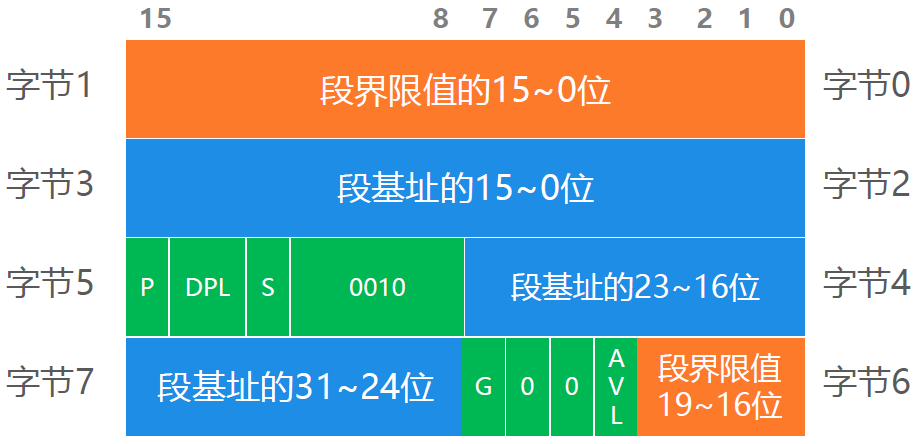 15 8 7 6 5 4 3 2 1 0
字节1 段界限值的15~0位 字节0
字节3 段基址的15~0位 字节2
字节5 P DPL S 0010 段基址的23~16位 字节4
字节7 段基址的31~24位 G 0 0 AVL 段界限值 19~16位 字节6